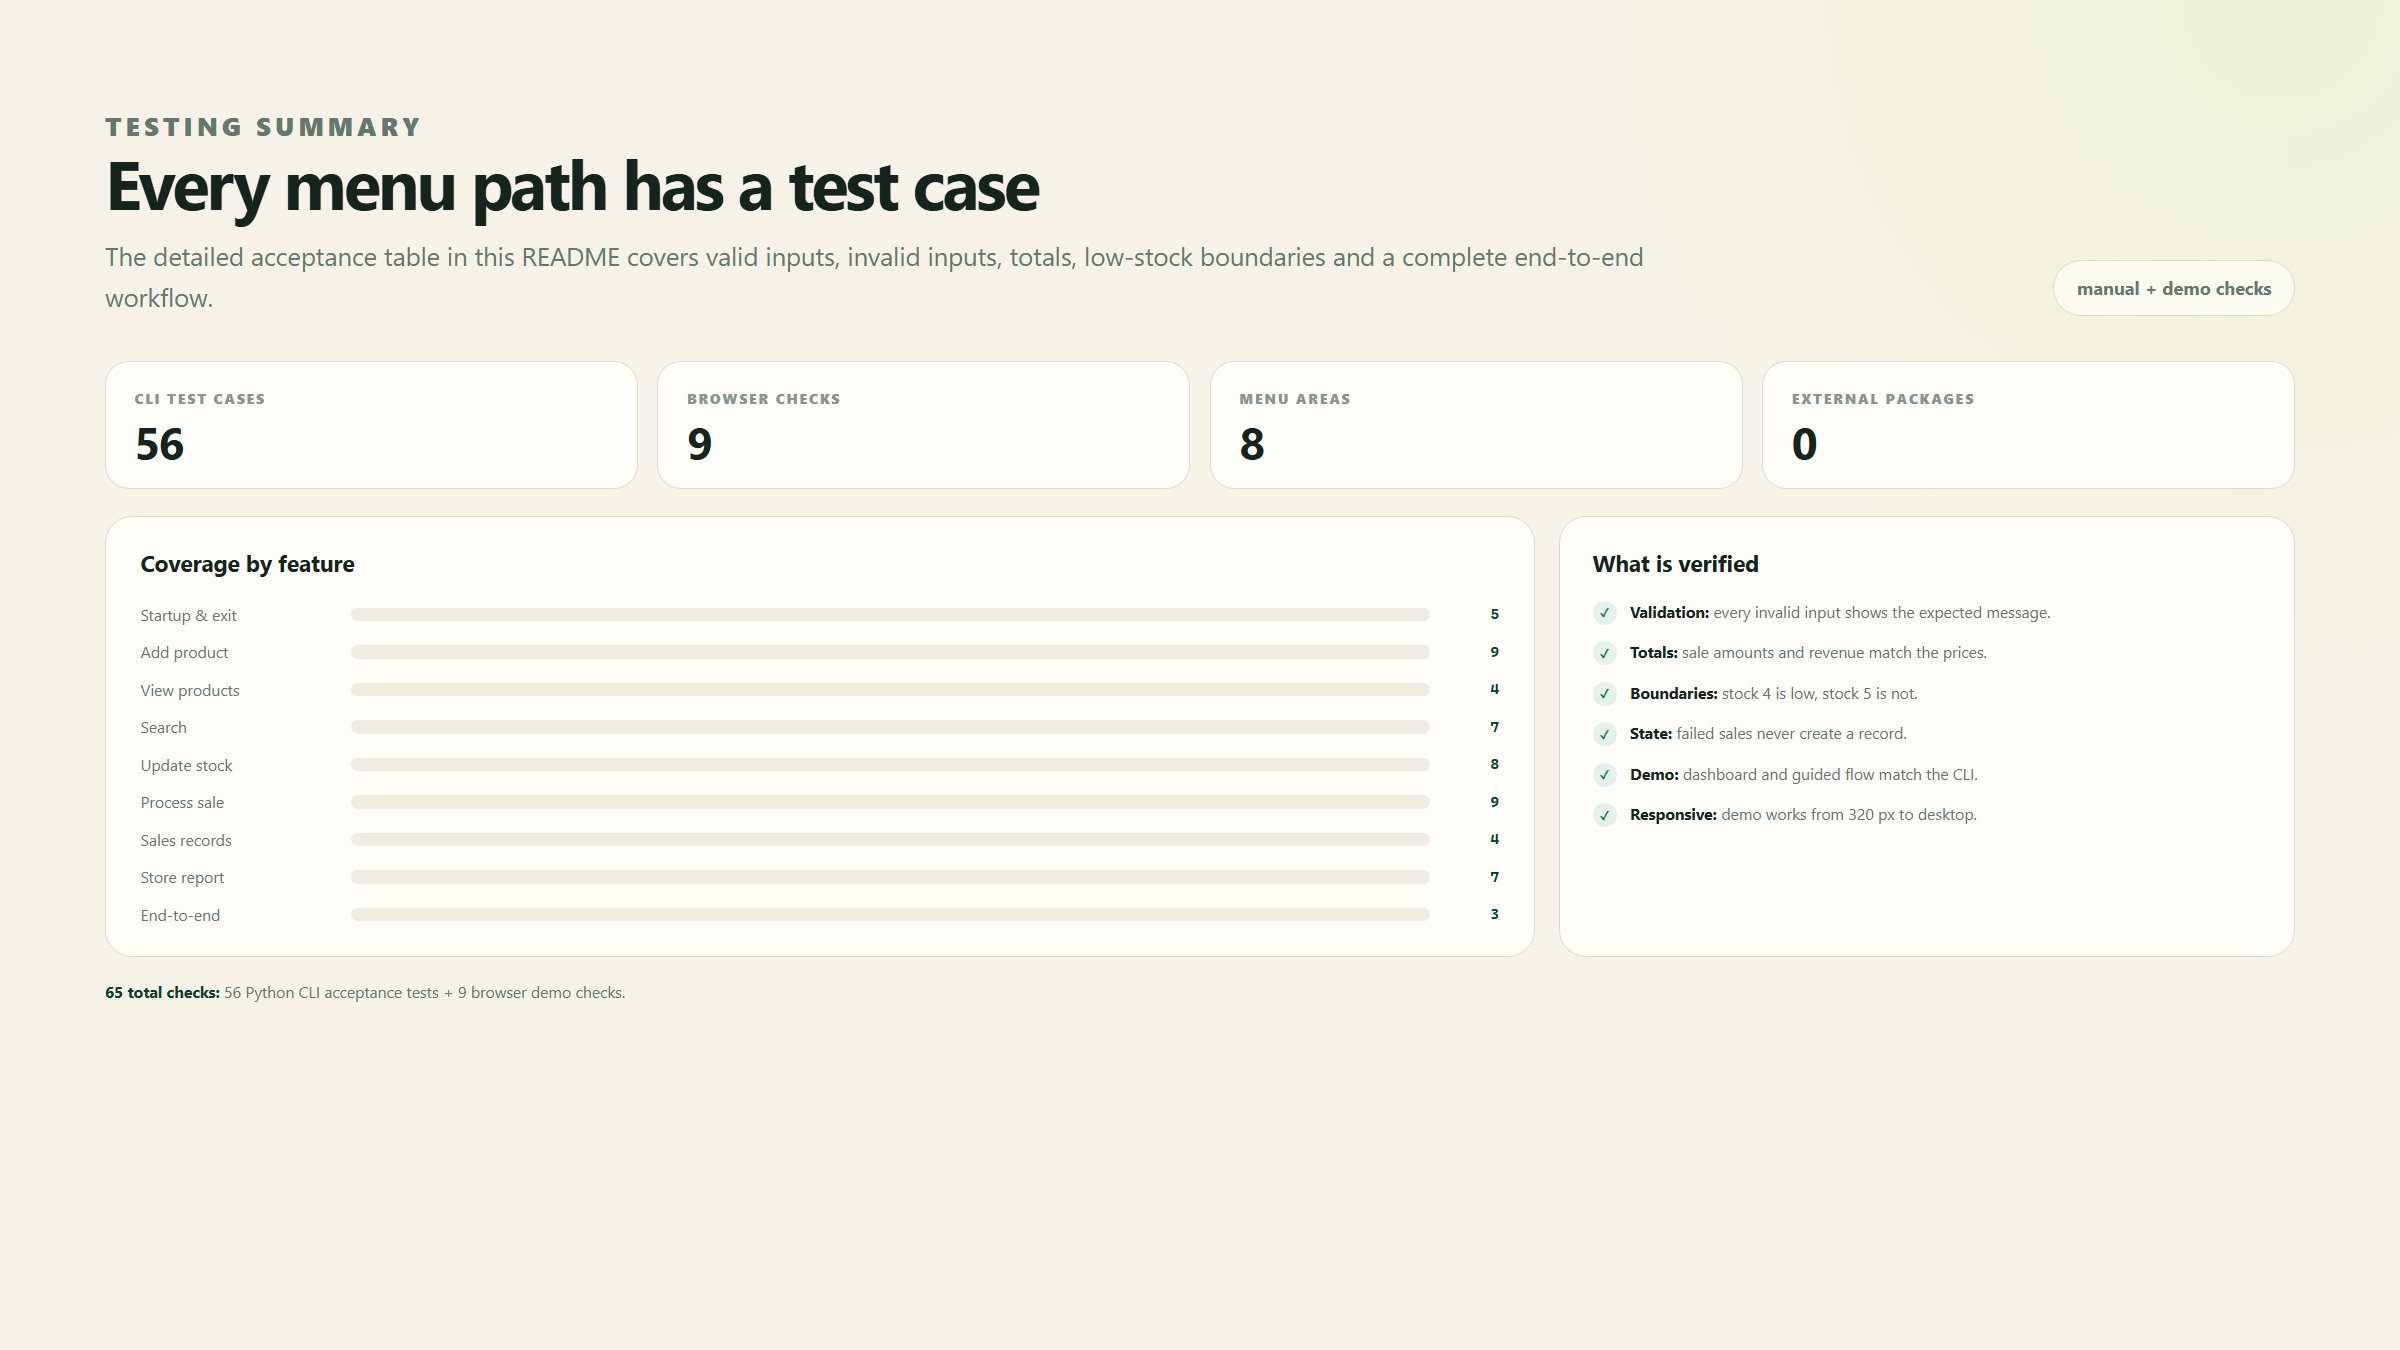 TESTING SUMMARY
Every menu path has a test case
The detailed acceptance table in this README covers valid inputs, invalid inputs, totals, low-stock boundaries and a complete end-to-end
workflow.
manual + demo checks
CLI TEST CASES
56
BROWSER CHECKS
9
MENU AREAS
8
EXTERNAL PACKAGES
0
Coverage by feature
Startup & exit 5
Add product 9
View products 4
Search 7
Update stock 8
Process sale 9
Sales records 4
Store report 7
End-to-end 3
What is verified
✓ Validation: every invalid input shows the expected message.
✓ Totals: sale amounts and revenue match the prices.
✓ Boundaries: stock 4 is low, stock 5 is not.
✓ State: failed sales never create a record.
✓ Demo: dashboard and guided flow match the CLI.
✓ Responsive: demo works from 320 px to desktop.
65 total checks: 56 Python CLI acceptance tests + 9 browser demo checks.